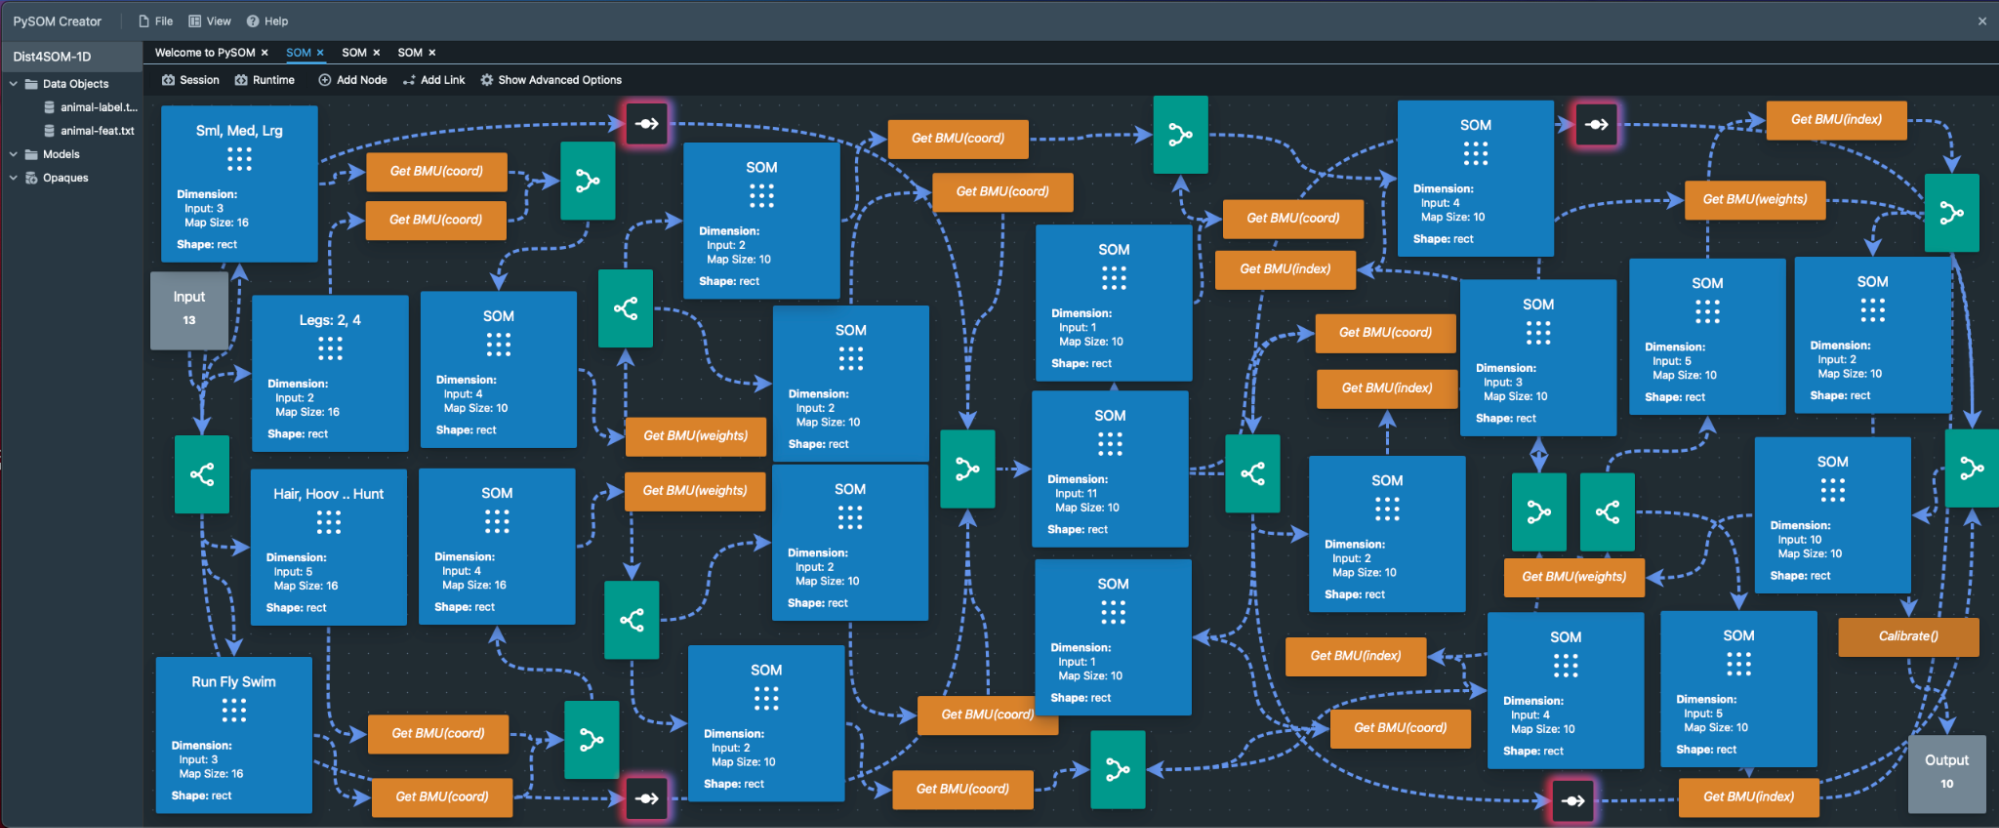 PySOM Creator
File
View
Help
Dist4SOM-1D
Welcome to PySOM
SOM
SOM
SOM
Data Objects
animal-label.t...
animal-feat.txt
Models
Opaques
Session
Runtime
Add Node
Add Link
Show Advanced Options
Sml, Med, Lrg
Dimension:
Input: 3
Map Size: 16
Shape: rect
Input
13
Legs: 2, 4
Dimension:
Input: 2
Map Size: 16
Shape: rect
Hair, Hoov .. Hunt
Dimension:
Input: 5
Map Size: 16
Shape: rect
Run Fly Swim
Dimension:
Input: 3
Map Size: 16
Shape: rect
Get BMU(coord)
Get BMU(coord)
SOM
Dimension:
Input: 4
Map Size: 10
Shape: rect
SOM
Dimension:
Input: 4
Map Size: 16
Shape: rect
Get BMU(coord)
Get BMU(coord)
Get BMU(weights)
Get BMU(weights)
SOM
Dimension:
Input: 2
Map Size: 10
Shape: rect
SOM
Dimension:
Input: 2
Map Size: 10
Shape: rect
SOM
Dimension:
Input: 2
Map Size: 10
Shape: rect
SOM
Dimension:
Input: 2
Map Size: 10
Shape: rect
Get BMU(coord)
Get BMU(coord)
Get BMU(coord)
Get BMU(coord)
SOM
Dimension:
Input: 1
Map Size: 10
Shape: rect
SOM
Dimension:
Input: 11
Map Size: 10
Shape: rect
SOM
Dimension:
Input: 1
Map Size: 10
Shape: rect
Get BMU(coord)
Get BMU(index)
Get BMU(coord)
Get BMU(index)
SOM
Dimension:
Input: 2
Map Size: 10
Shape: rect
Get BMU(index)
Get BMU(coord)
SOM
Dimension:
Input: 4
Map Size: 10
Shape: rect
SOM
Dimension:
Input: 3
Map Size: 10
Shape: rect
Get BMU(weights)
SOM
Dimension:
Input: 4
Map Size: 10
Shape: rect
Get BMU(index)
Get BMU(weights)
SOM
Dimension:
Input: 5
Map Size: 10
Shape: rect
SOM
Dimension:
Input: 2
Map Size: 10
Shape: rect
SOM
Dimension:
Input: 10
Map Size: 10
Shape: rect
SOM
Dimension:
Input: 5
Map Size: 10
Shape: rect
Calibrate()
Get BMU(index)
Output
10